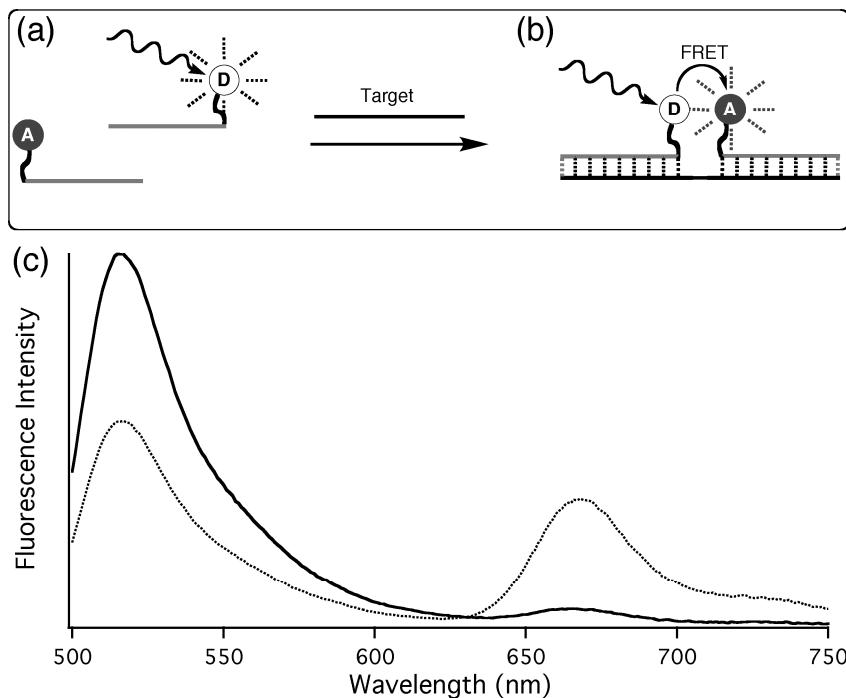 (a)
D
A
Target
(b)
FRET
D
A
(c)
Fluorescence Intensity
500
550
600
650
700
750
Wavelength (nm)